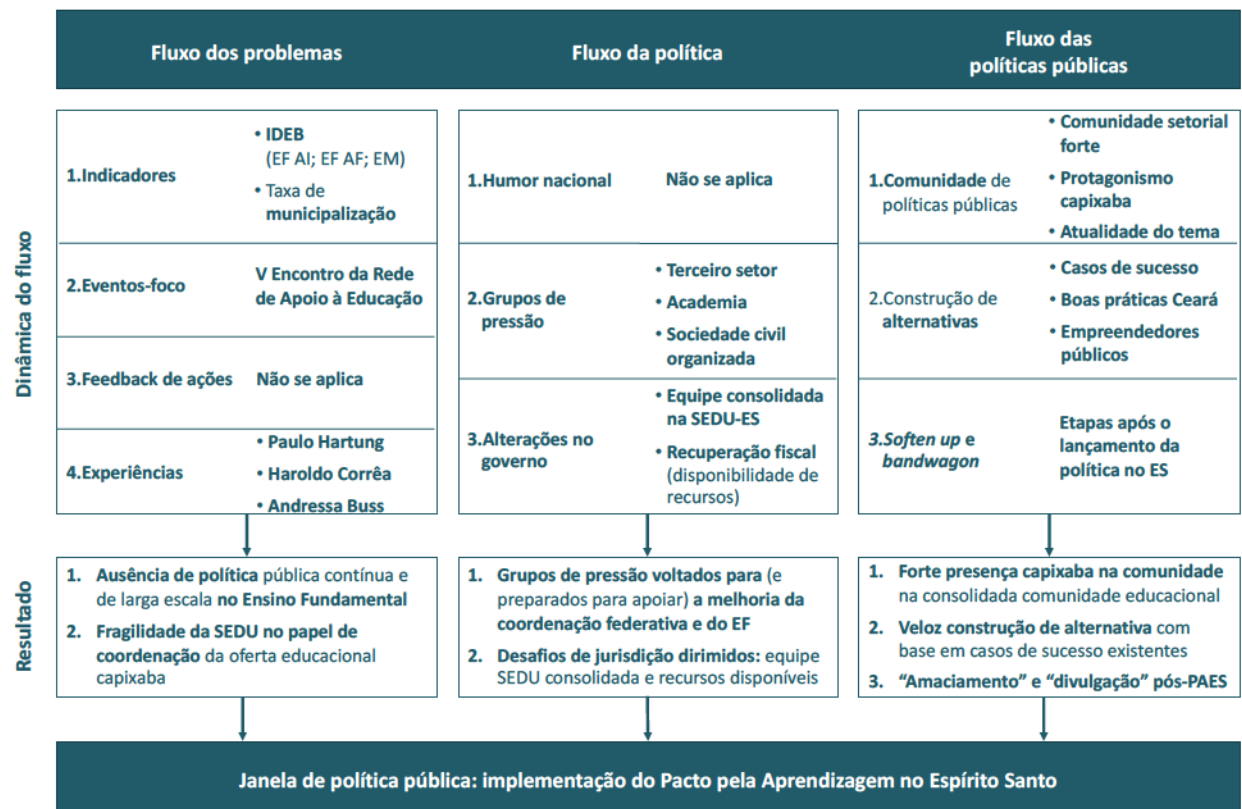 Fluxo dos problemas
Fluxo da política
Fluxo das
políticas públicas
Dinâmica do fluxo
1.Indicadores
• IDEB
(EF AI; EF AF; EM)
• Taxa de
municipalização
2.Eventos-foco
V Encontro da Rede
de Apoio à Educação
3.Feedback de ações
Não se aplica
4.Experiências
• Paulo Hartung
• Haroldo Corrêa
• Andressa Buss
1.Humor nacional
Não se aplica
2.Grupos de
pressão
• Terceiro setor
• Academia
• Sociedade civil
organizada
3.Alterações no
governo
• Equipe consolidada
na SEDU-ES
• Recuperação fiscal
(disponibilidade de
recursos)
1.Comunidade de
políticas públicas
• Comunidade setorial
forte
• Protagonismo
capixaba
• Atualidade do tema
2.Construção de
alternativas
• Casos de sucesso
• Boas práticas Ceará
• Empreendedores
públicos
3.Soften up e
bandwagon
Etapas após o
lançamento da
política no ES
Resultado
1. Ausência de política pública contínua e
de larga escala no Ensino Fundamental
2. Fragilidade da SEDU no papel de
coordenação da oferta educacional
capixaba
1. Grupos de pressão voltados para (e
preparados para apoiar) a melhoria da
coordenação federativa e do EF
2. Desafios de jurisdição dirimidos: equipe
SEDU consolidada e recursos disponíveis
1. Forte presença capixaba na comunidade
na consolidada comunidade educacional
2. Veloz construção de alternativa com
base em casos de sucesso existentes
3. “Amaciamento” e “divulgação” pós-PAES
Janela de política pública: implementação do Pacto pela Aprendizagem no Espírito Santo